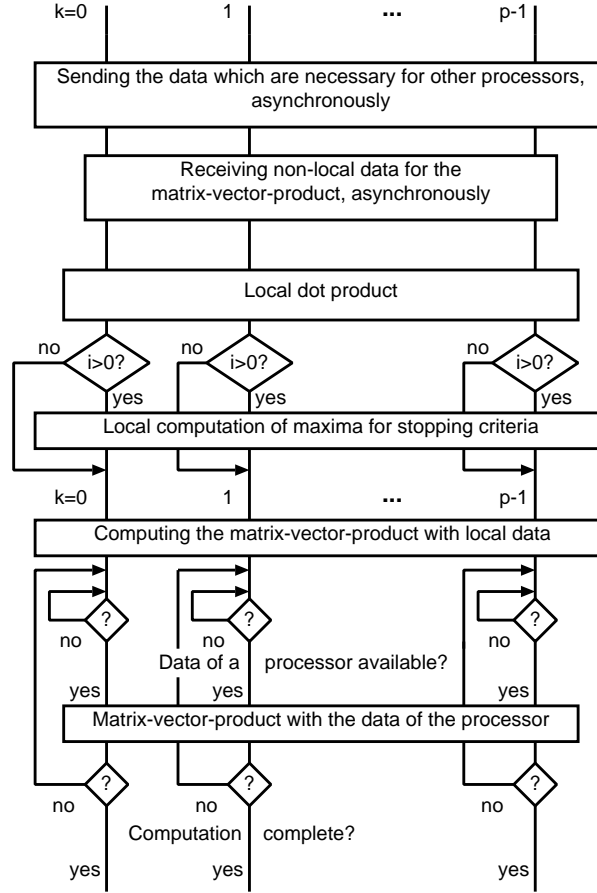 k=0 1 ... p-1
Sending the data which are necessary for other processors,
asynchronously
Receiving non-local data for the
matrix-vector-product, asynchronously
Local dot product
no no no
i>0? i>0? i>0?
yes yes yes
Local computation of maxima for stopping criteria
k=0 1 ... p-1
Computing the matrix-vector-product with local data
? ? ?
no no no
Data of a processor available?
yes yes yes
Matrix-vector-product with the data of the processor
? ? ?
no no no
Computation complete?
yes yes yes